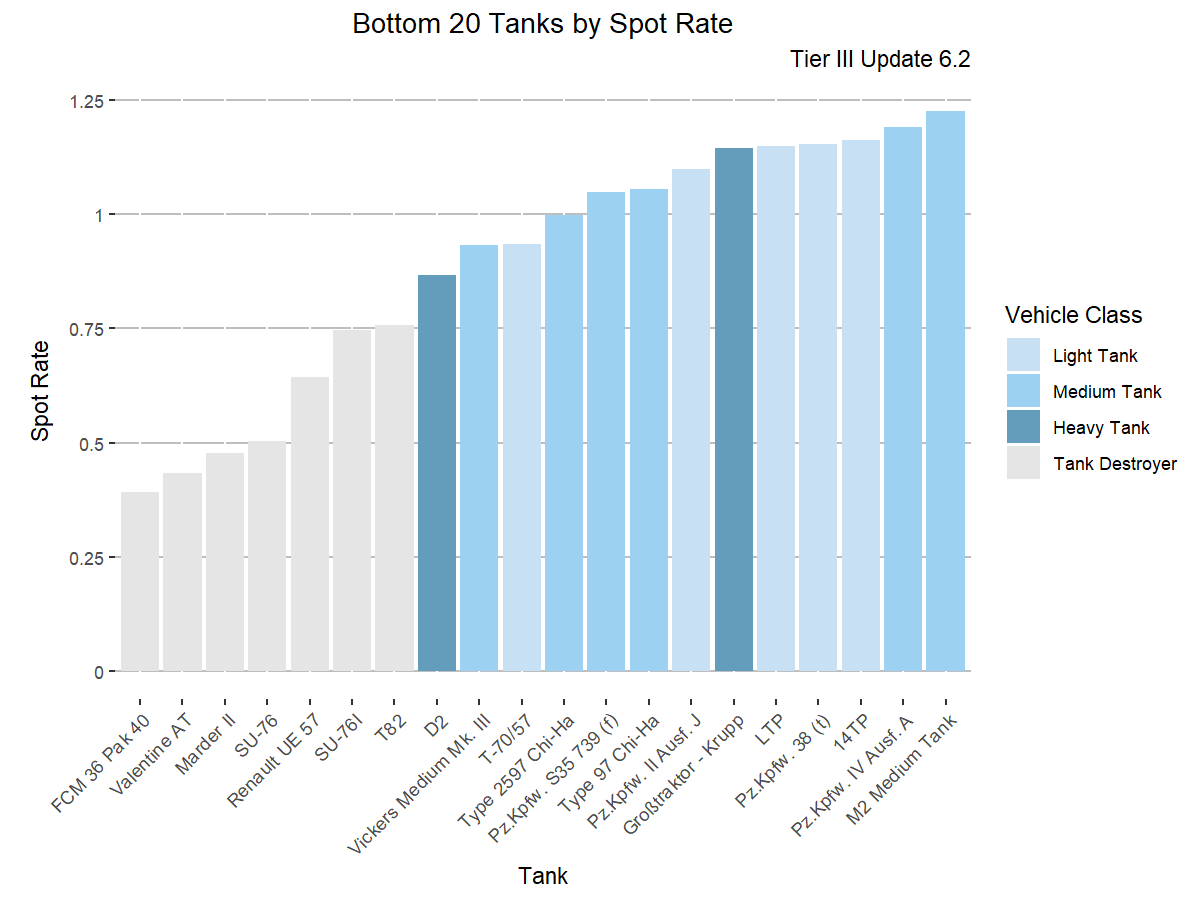 Bottom 20 Tanks by Spot Rate
Tier III Update 6.2
1.25
1
0.75
0.5
0.25
0
Spot Rate
FCM 36 Pak 40
Valentine AT
Marder II
SU-76
Renault UE 57
SU-76I
T82
D2
Vickers Medium Mk. III
T-70/57
Type 2597 Chi-Ha
Pz.Kpfw. S35 739 (f)
Type 97 Chi-Ha
Pz.Kpfw. II Ausf. J
Großtraktor - Krupp
LTP
Pz.Kpfw. 38 (t)
14TP
Pz.Kpfw. IV Ausf. A
M2 Medium Tank
Tank
Vehicle Class
Light Tank
Medium Tank
Heavy Tank
Tank Destroyer